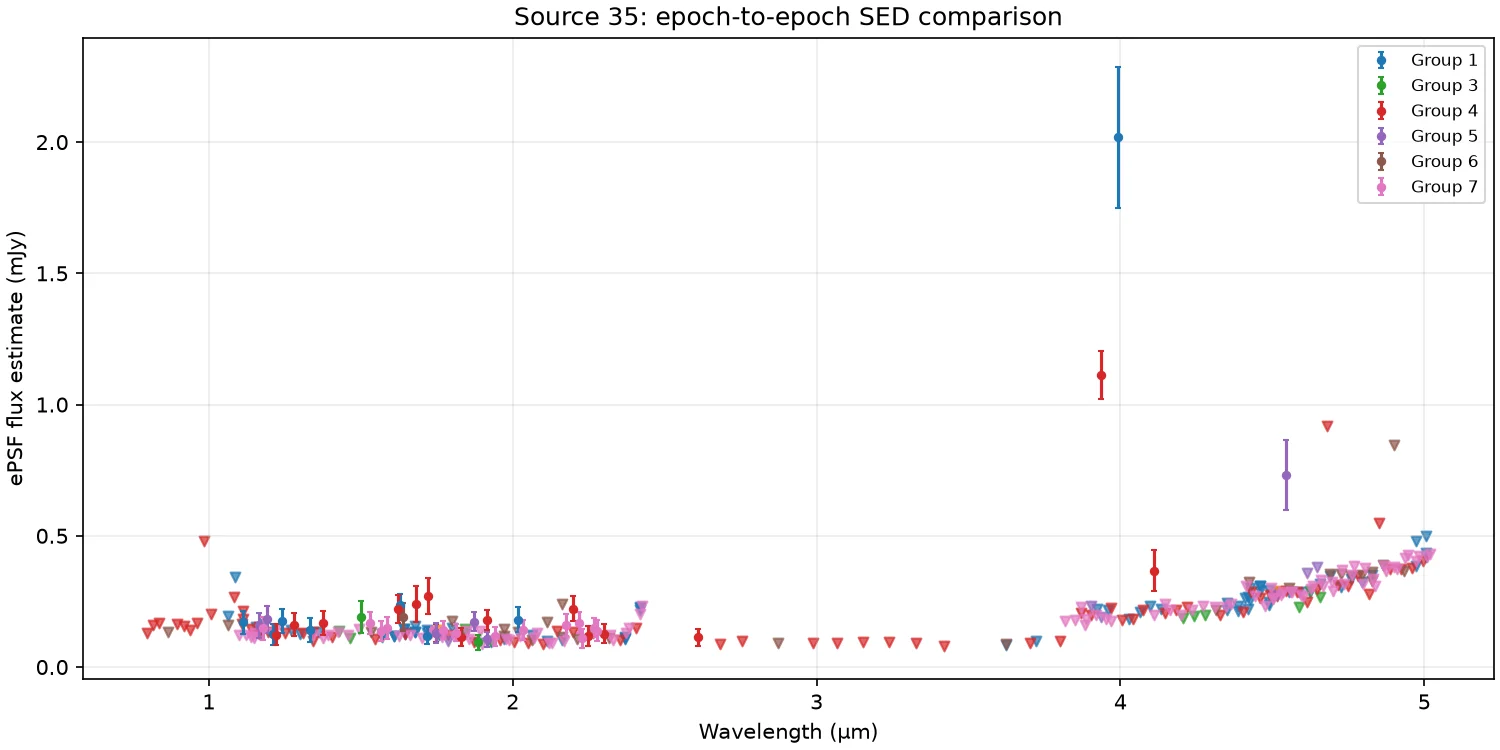 Source 35: epoch-to-epoch SED comparison
ePSF flux estimate (mJy)
2.0
1.5
1.0
0.5
0.0
Group 1
Group 3
Group 4
Group 5
Group 6
Group 7
1 2 3 4 5
Wavelength (µm)